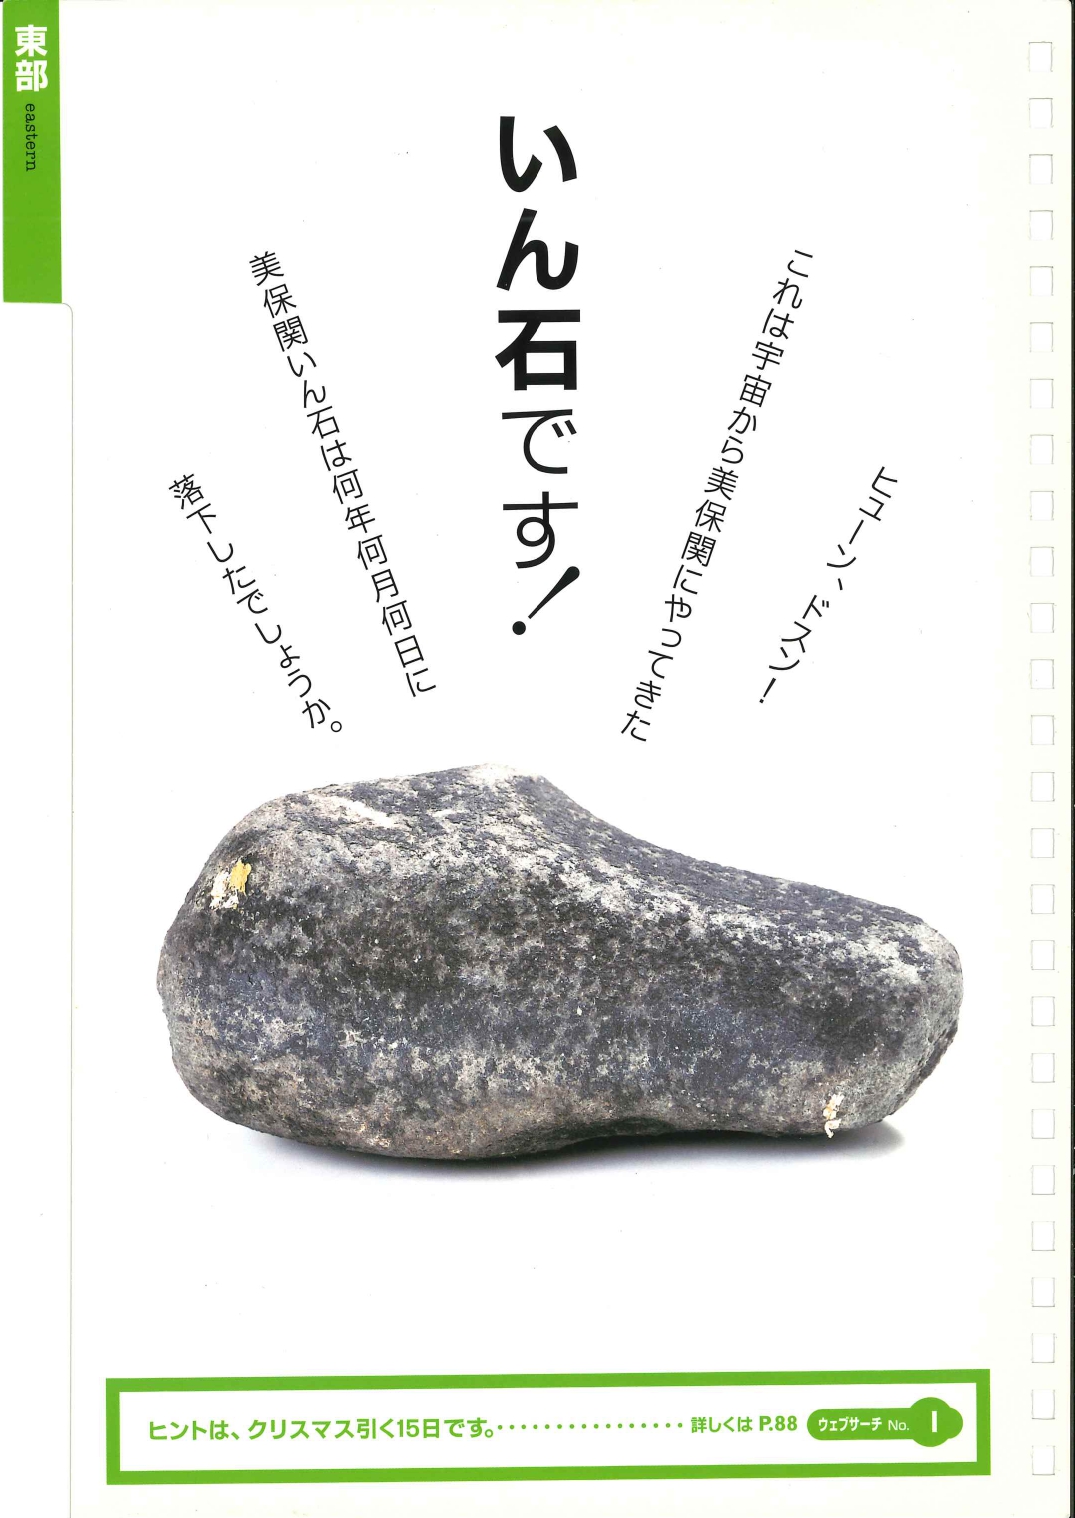 東部 eastern
ヒューン、ドスン!
これは宇宙から美保関にやってきた
いん石です!
美保関いん石は何年何月何日に
落下したでしょうか。
ヒントは、クリスマス引く15日です。・・・・・・・・・・・・・・・・・詳しくは P.88 ウェブサーチ No. 1